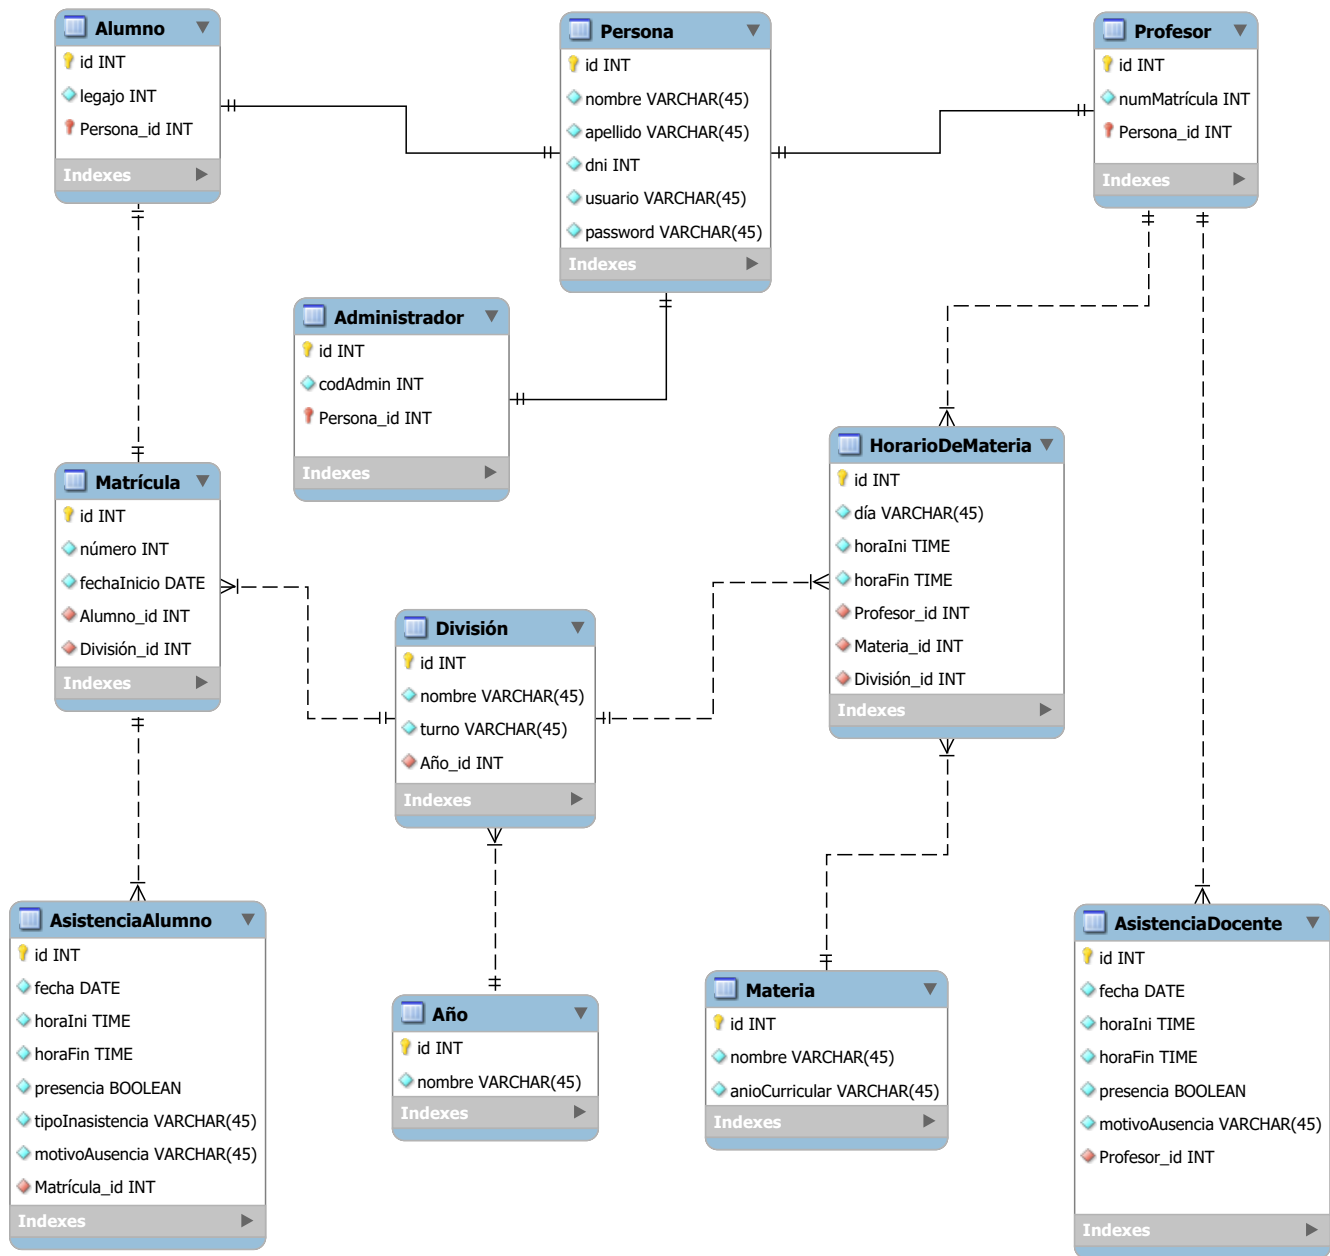 Alumno
id INT
legajo INT
Persona_id INT
Indexes
Persona
id INT
nombre VARCHAR(45)
apellido VARCHAR(45)
dni INT
usuario VARCHAR(45)
password VARCHAR(45)
Indexes
Profesor
id INT
numMatrícula INT
Persona_id INT
Indexes
Administrador
id INT
codAdmin INT
Persona_id INT
Indexes
Matrícula
id INT
número INT
fechaInicio DATE
Alumno_id INT
División_id INT
Indexes
HorarioDeMateria
id INT
día VARCHAR(45)
horaIni TIME
horaFin TIME
Profesor_id INT
Materia_id INT
División_id INT
Indexes
División
id INT
nombre VARCHAR(45)
turno VARCHAR(45)
Año_id INT
Indexes
AsistenciaAlumno
id INT
fecha DATE
horaIni TIME
horaFin TIME
presencia BOOLEAN
tipoInasistencia VARCHAR(45)
motivoAusencia VARCHAR(45)
Matrícula_id INT
Indexes
Año
id INT
nombre VARCHAR(45)
Indexes
Materia
id INT
nombre VARCHAR(45)
anioCurricular VARCHAR(45)
Indexes
AsistenciaDocente
id INT
fecha DATE
horaIni TIME
horaFin TIME
presencia BOOLEAN
motivoAusencia VARCHAR(45)
Profesor_id INT
Indexes